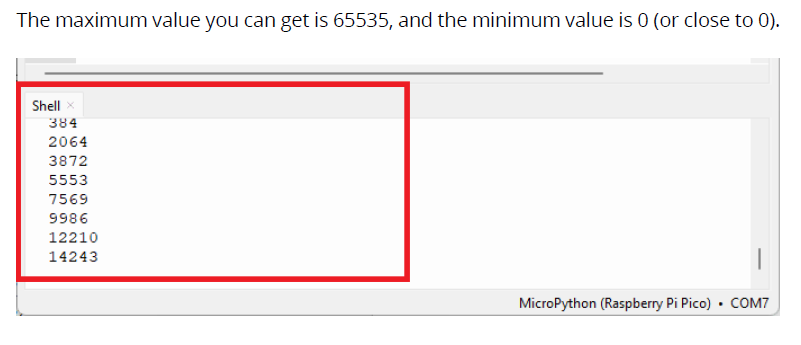 The maximum value you can get is 65535, and the minimum value is 0 (or close to 0).
Shell ×
384
2064
3872
5553
7569
9986
12210
14243
MicroPython (Raspberry Pi Pico) • COM7